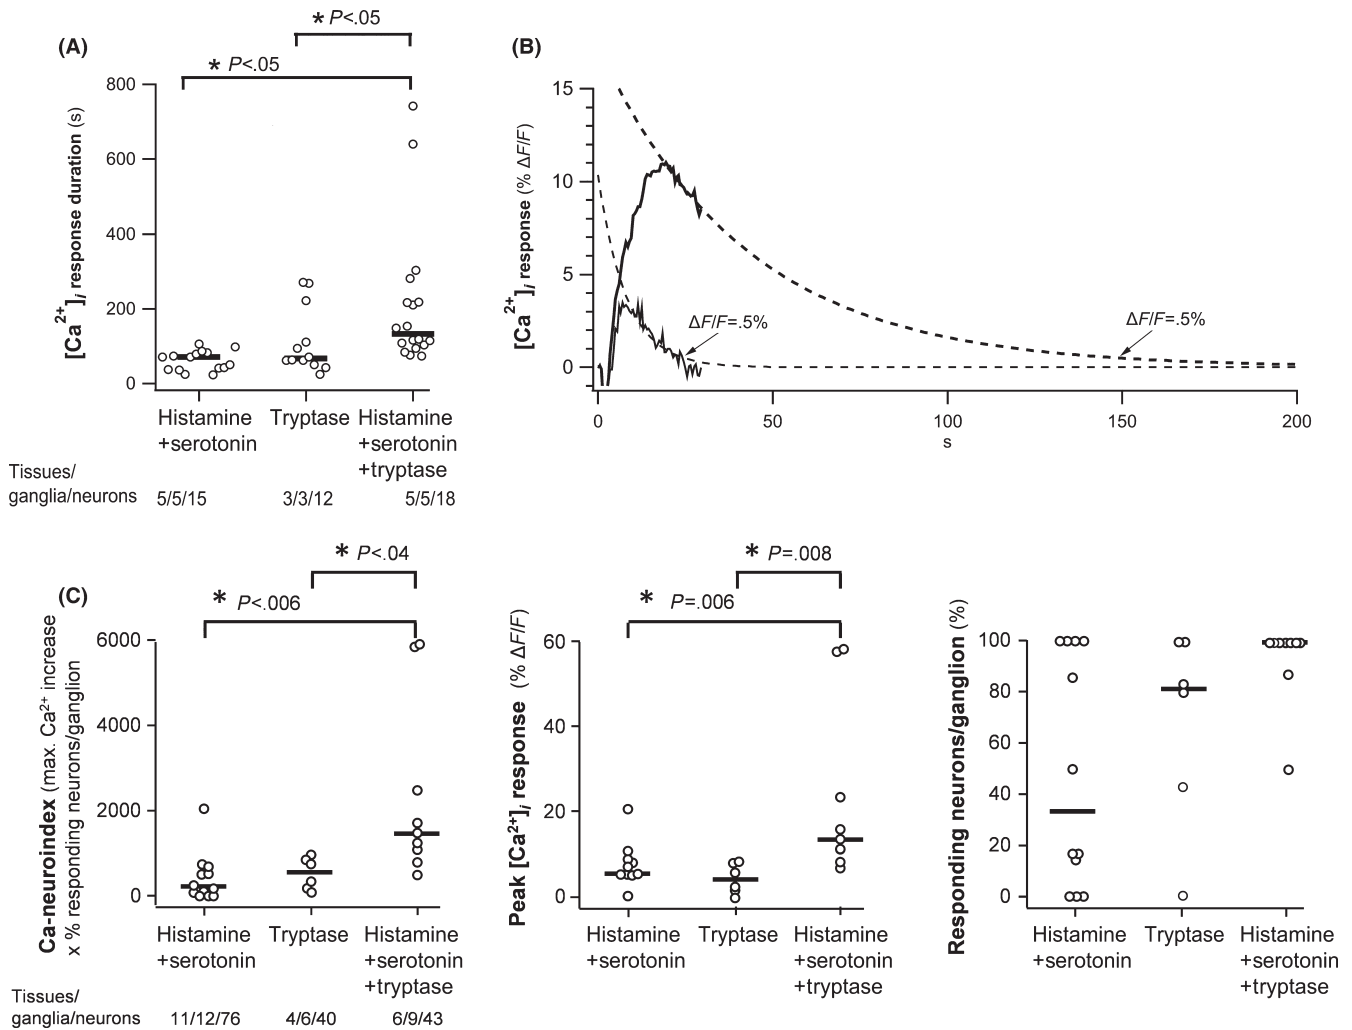 (A)
* P<.05
* P<.05
[Ca2+]i response duration (s)
800
600
400
200
0
Histamine
+serotonin
Tryptase
Histamine
+serotonin
+tryptase
Tissues/
ganglia/neurons
5/5/15
3/3/12
5/5/18
(B)
[Ca2+]i response (% ΔF/F)
15
10
5
0
ΔF/F=.5%
ΔF/F=.5%
0
50
100
150
200
s
(C)
* P<.04
* P<.006
Ca-neuroindex (max. Ca2+ increase
x % responding neurons/ganglion
6000
4000
2000
0
Histamine
+serotonin
Tryptase
Histamine
+serotonin
+tryptase
Tissues/
ganglia/neurons
11/12/76
4/6/40
6/9/43
* P=.008
* P=.006
Peak [Ca2+]i response (% ΔF/F)
60
40
20
0
Histamine
+serotonin
Tryptase
Histamine
+serotonin
+tryptase
Responding neurons/ganglion (%)
100
80
60
40
20
0
Histamine
+serotonin
Tryptase
Histamine
+serotonin
+tryptase